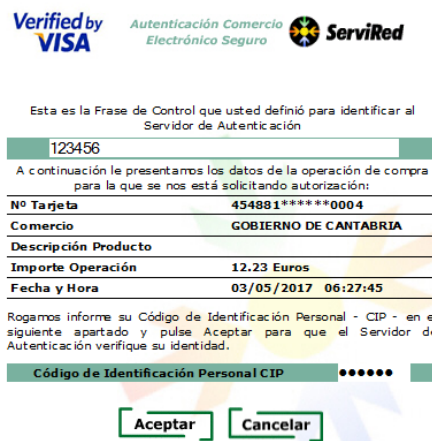 Verified by
VISA
Autenticación Comercio
Electrónico Seguro
ServiRed
Esta es la Frase de Control que usted definió para identificar al
Servidor de Autenticación
123456
A continuación le presentamos los datos de la operación de compra
para la que se nos está solicitando autorización:
Nº Tarjeta 454881******0004
Comercio GOBIERNO DE CANTABRIA
Descripción Producto
Importe Operación 12.23 Euros
Fecha y Hora 03/05/2017 06:27:45
Rogamos informe su Código de Identificación Personal - CIP - en e
siguiente apartado y pulse Aceptar para que el Servidor de
Autenticación verifique su identidad.
Código de Identificación Personal CIP ••••••
Aceptar Cancelar